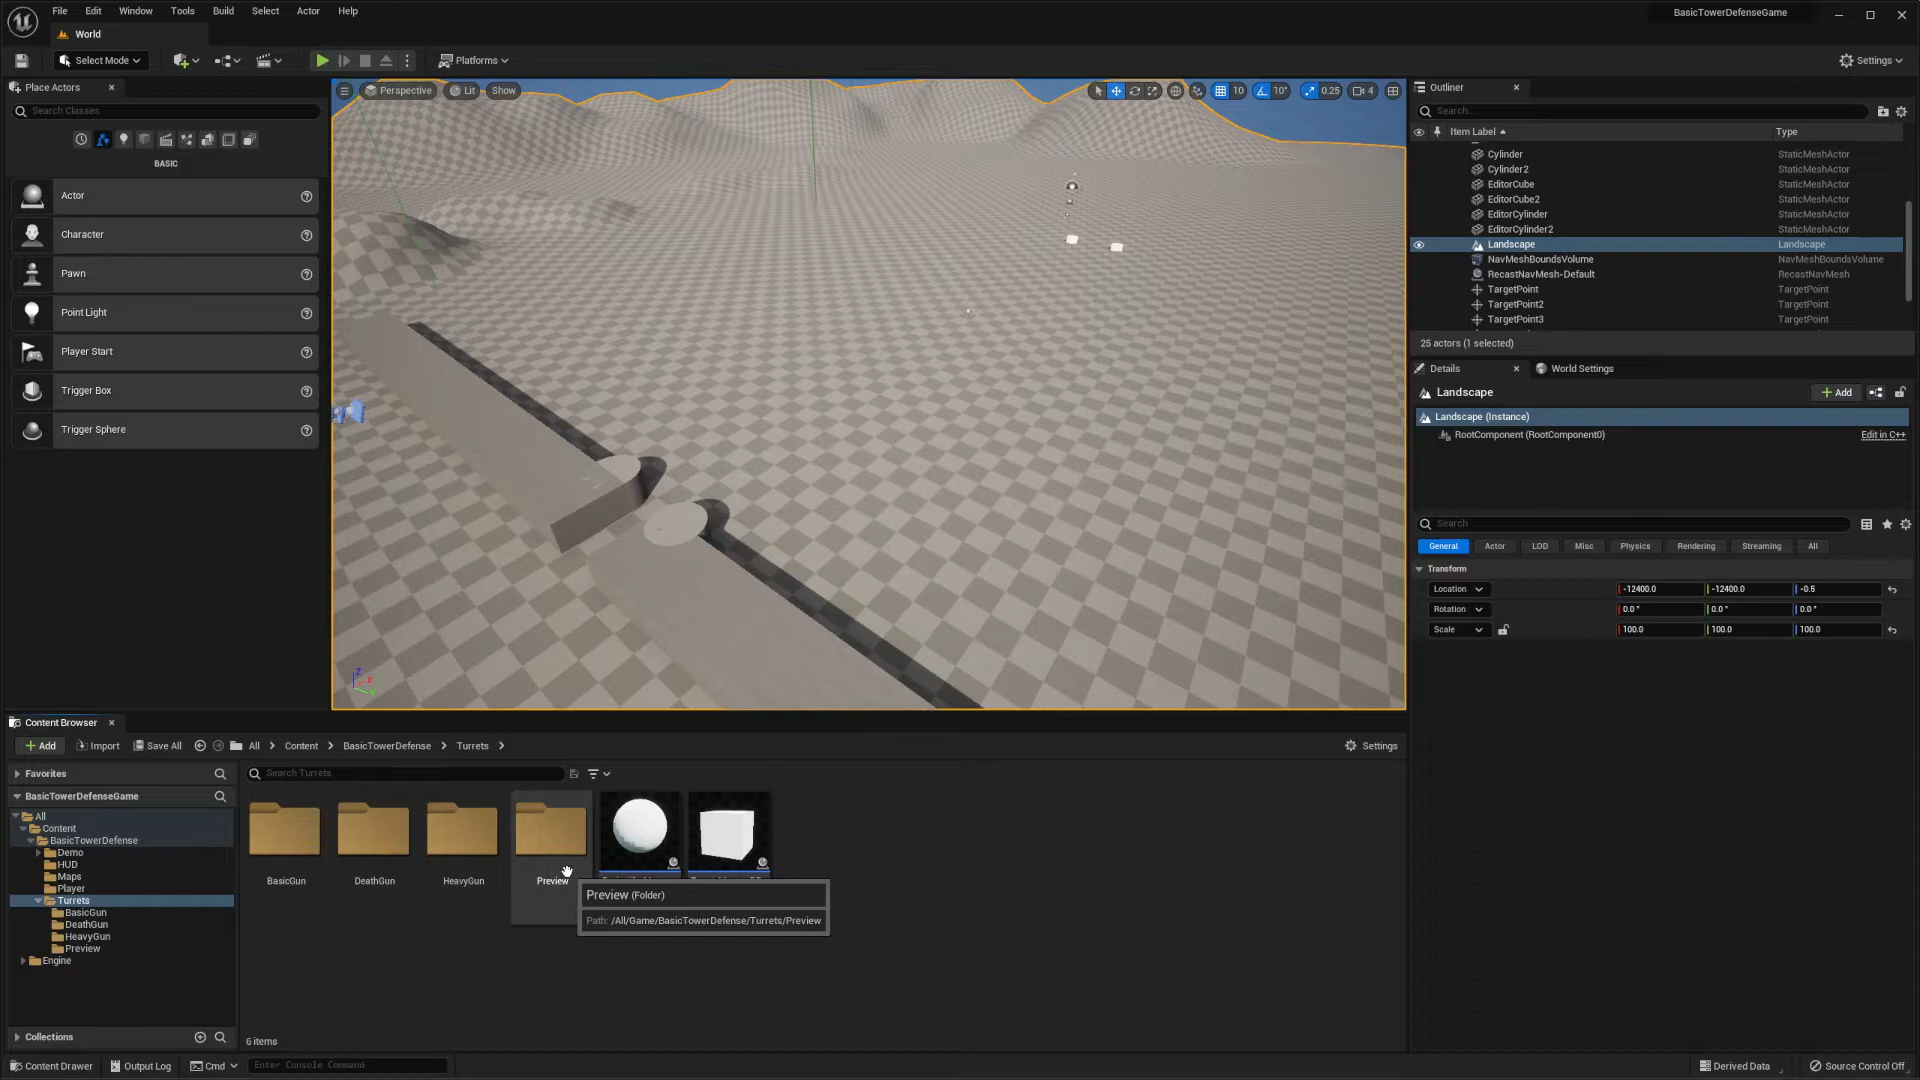 File Edit Window Tools Build Select Actor Help
BasicTowerDefenseGame
World
Select Mode
Platforms
Settings
Place Actors
Search Classes
BASIC
Actor
Character
Pawn
Point Light
Player Start
Trigger Box
Trigger Sphere
Perspective Lit Show
10 10° 0.25 4
Z X Y
Outliner
Search...
Item Label Type
Cylinder StaticMeshActor
Cylinder2 StaticMeshActor
EditorCube StaticMeshActor
EditorCube2 StaticMeshActor
EditorCylinder StaticMeshActor
EditorCylinder2 StaticMeshActor
Landscape Landscape
NavMeshBoundsVolume NavMeshBoundsVolume
RecastNavMesh-Default RecastNavMesh
TargetPoint TargetPoint
TargetPoint2 TargetPoint
TargetPoint3 TargetPoint
25 actors (1 selected)
Details World Settings
Landscape Add
Landscape (Instance)
RootComponent (RootComponent0) Edit in C++
Search
General Actor LOD Misc Physics Rendering Streaming All
Transform
Location -12400.0 -12400.0 -0.5
Rotation 0.0 ° 0.0 ° 0.0 °
Scale 100.0 100.0 100.0
Content Browser
Add Import Save All All Content BasicTowerDefense Turrets Settings
Favorites
BasicTowerDefenseGame
All
Content
BasicTowerDefense
Demo
HUD
Maps
Player
Turrets
BasicGun
DeathGun
HeavyGun
Preview
Engine
Collections
Search Turrets
BasicGun DeathGun HeavyGun Preview
Preview (Folder)
Path: /All/Game/BasicTowerDefense/Turrets/Preview
6 items
Content Drawer Output Log Cmd Enter Console Command Derived Data Source Control Off